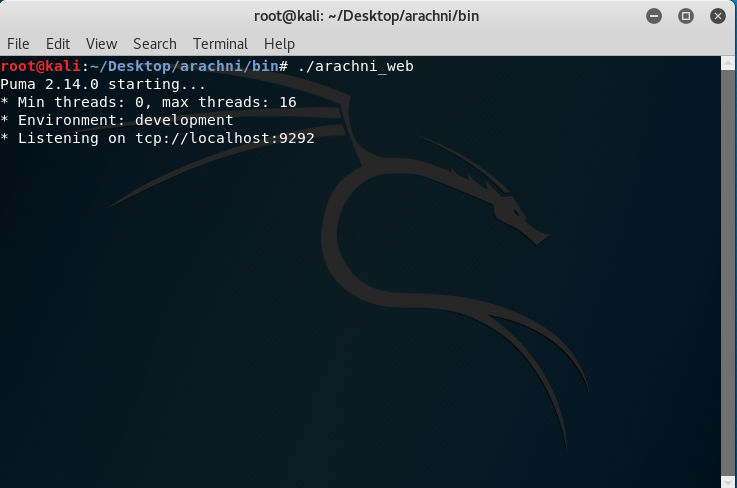 root@kali: ~/Desktop/arachni/bin
File Edit View Search Terminal Help
root@kali:~/Desktop/arachni/bin# ./arachni_web
Puma 2.14.0 starting...
* Min threads: 0, max threads: 16
* Environment: development
* Listening on tcp://localhost:9292